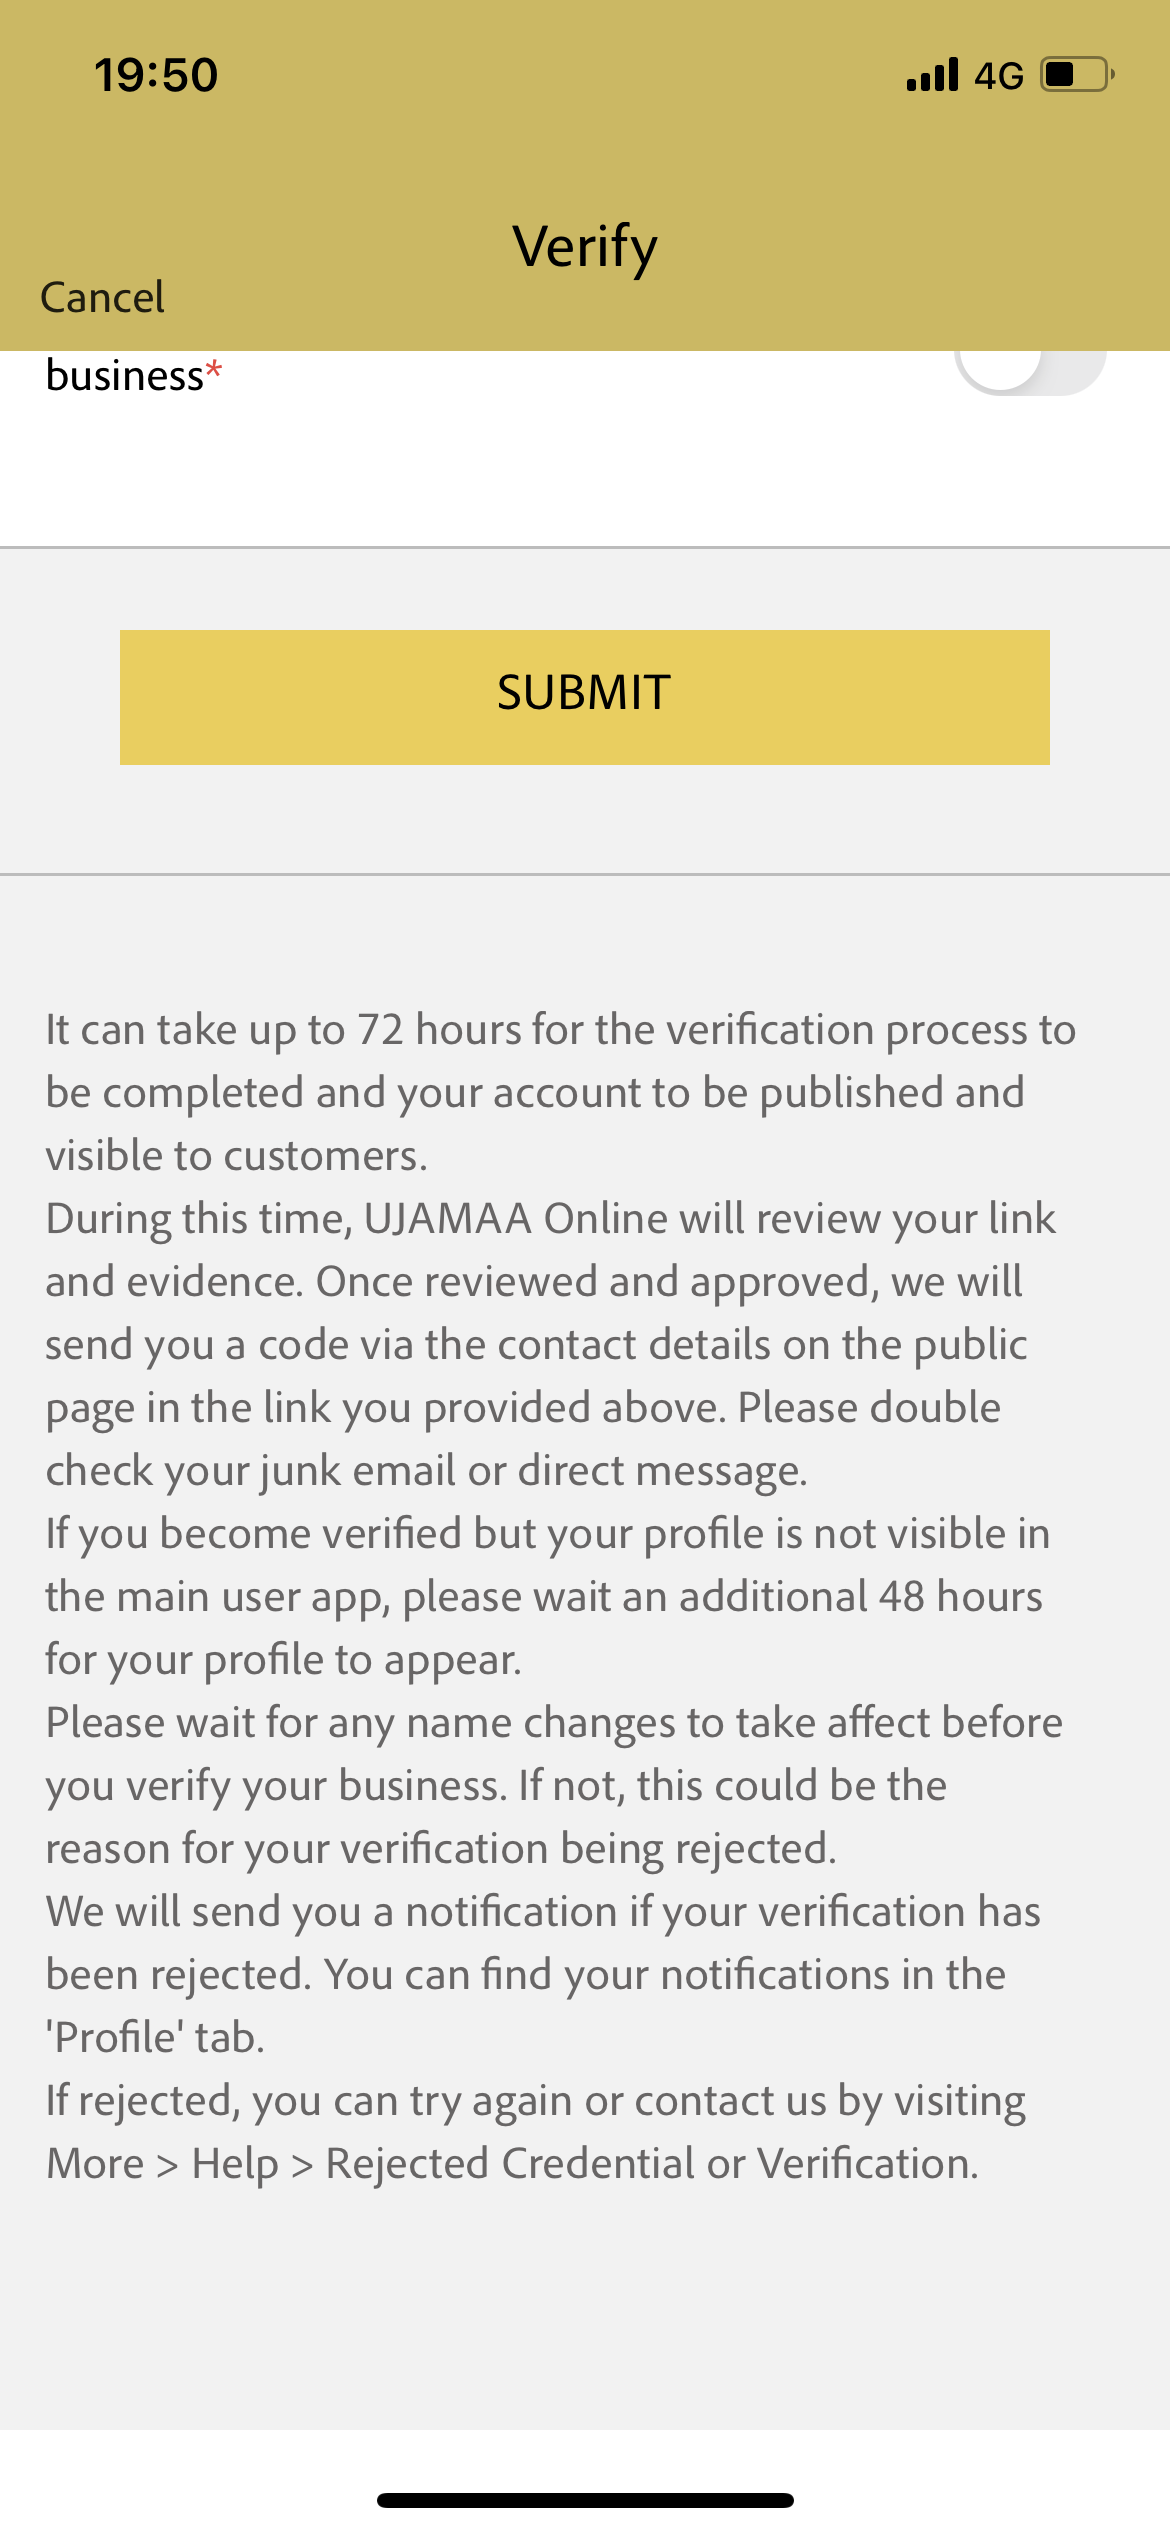 19:50
4G
Verify
Cancel
business*
SUBMIT
It can take up to 72 hours for the verification process to
be completed and your account to be published and
visible to customers.
During this time, UJAMAA Online will review your link
and evidence. Once reviewed and approved, we will
send you a code via the contact details on the public
page in the link you provided above. Please double
check your junk email or direct message.
If you become verified but your profile is not visible in
the main user app, please wait an additional 48 hours
for your profile to appear.
Please wait for any name changes to take affect before
you verify your business. If not, this could be the
reason for your verification being rejected.
We will send you a notification if your verification has
been rejected. You can find your notifications in the
'Profile' tab.
If rejected, you can try again or contact us by visiting
More > Help > Rejected Credential or Verification.